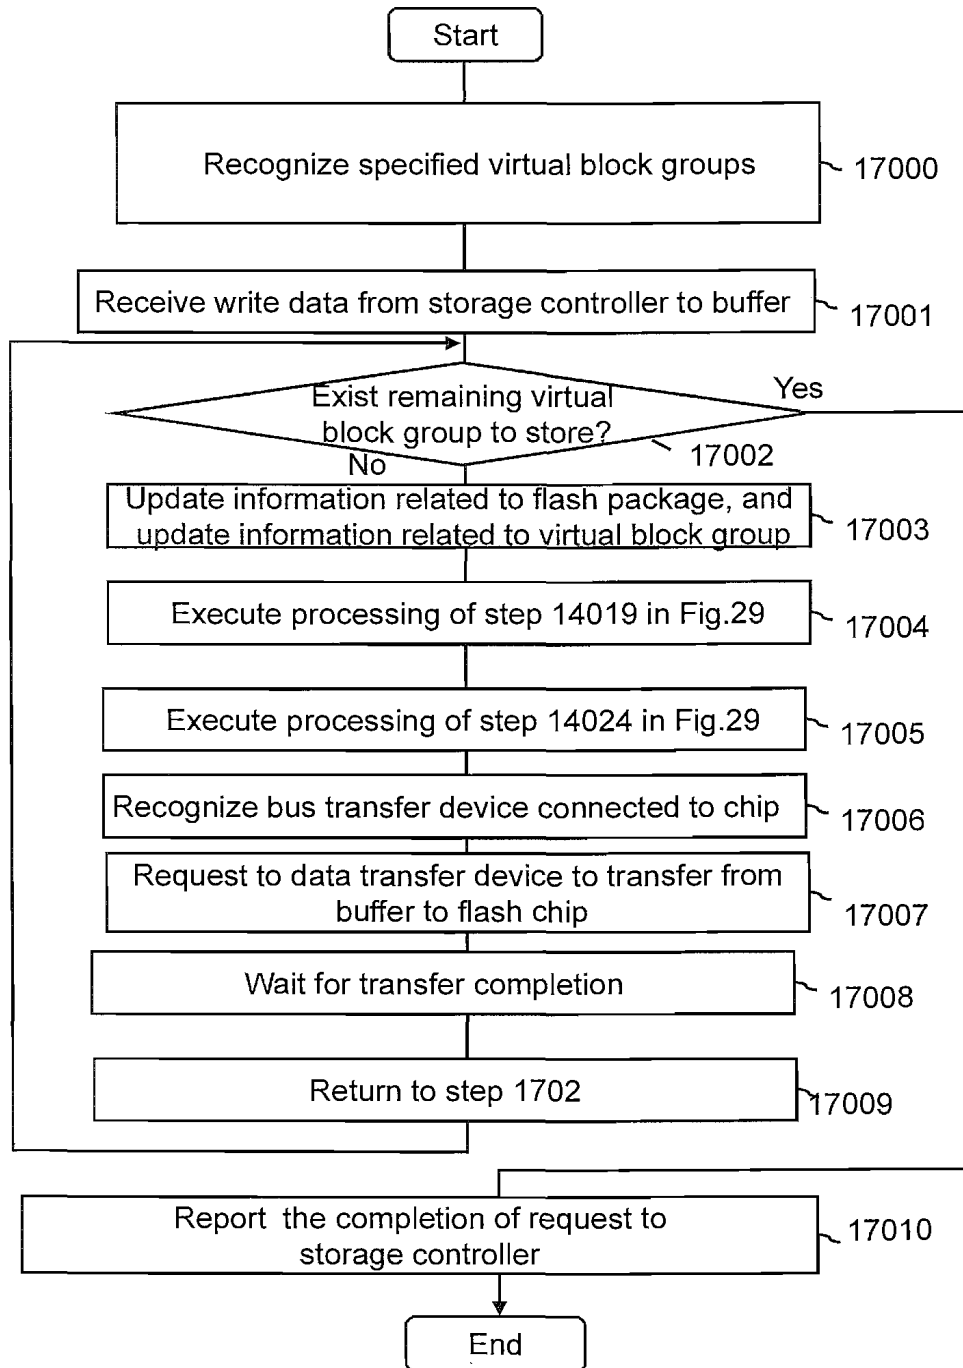 Start
Recognize specified virtual block groups
17000
Receive write data from storage controller to buffer
17001
Yes
Exist remaining virtual
block group to store?
17002
No
Update information related to flash package, and
update information related to virtual block group
17003
Execute processing of step 14019 in Fig.29
17004
Execute processing of step 14024 in Fig.29
17005
Recognize bus transfer device connected to chip
17006
Request to data transfer device to transfer from
buffer to flash chip
17007
Wait for transfer completion
17008
Return to step 1702
17009
Report the completion of request to
storage controller
17010
End